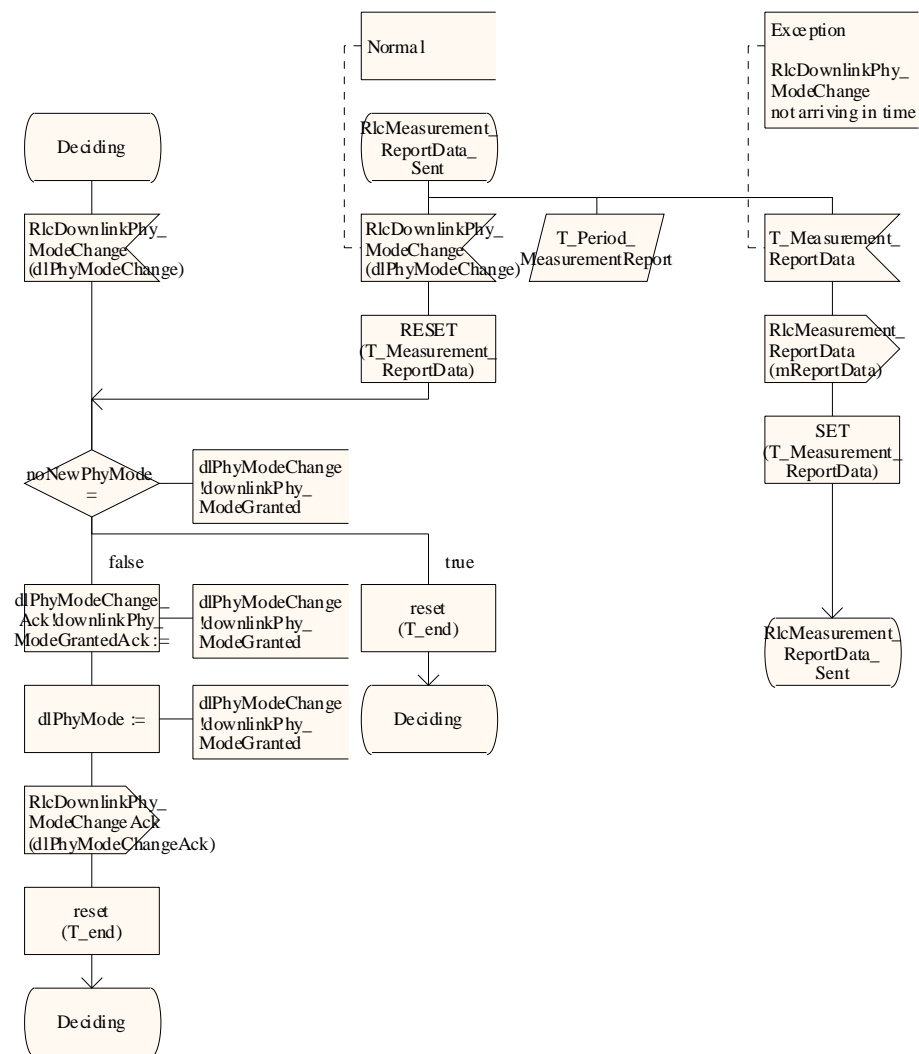 Normal
Exception
RlcDownlinkPhy_
ModeChange
not arriving in time
Deciding
RlcMeasurement_
ReportData_
Sent
RlcDownlinkPhy_
ModeChange
(dlPhyModeChange)
RlcDownlinkPhy_
ModeChange
(dlPhyModeChange)
T_Period_
MeasurementReport
T_Measurement_
ReportData
RESET
(T_Measurement_
ReportData)
RlcMeasurement_
ReportData
(mReportData)
SET
(T_Measurement_
ReportData)
noNewPhyMode
=
dlPhyModeChange
!downlinkPhy_
ModeGranted
false
true
dlPhyModeChange_
Ack!downlinkPhy_
ModeGrantedAck :=
dlPhyModeChange
!downlinkPhy_
ModeGranted
reset
(T_end)
RlcMeasurement_
ReportData_
Sent
dlPhyMode :=
dlPhyModeChange
!downlinkPhy_
ModeGranted
Deciding
RlcDownlinkPhy_
ModeChangeAck
(dlPhyModeChangeAck)
reset
(T_end)
Deciding